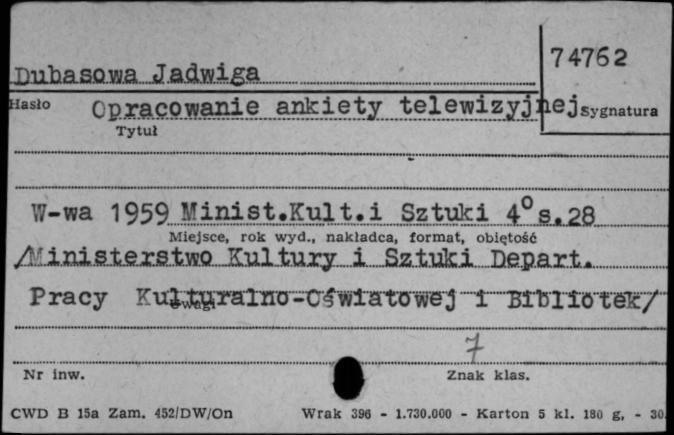 74762
Dubasowa Jadwiga
Hasło Opracowanie ankiety telewizyjnej Sygnatura
Tytuł
W-wa 1959 Minist.Kult.i Sztuki 4° s.28
Miejsce, rok wyd., nakładca, format, objętość
/Ministerstwo Kultury i Sztuki Depart.
Pracy Kulturalno-Oświatowej i Bibliotek/
Uwagi
7
Nr inw. Znak klas.
CWD B 15a Zam. 452/DW/On Wrak 396 - 1.730.000 - Karton 5 kl. 180 g. - 30